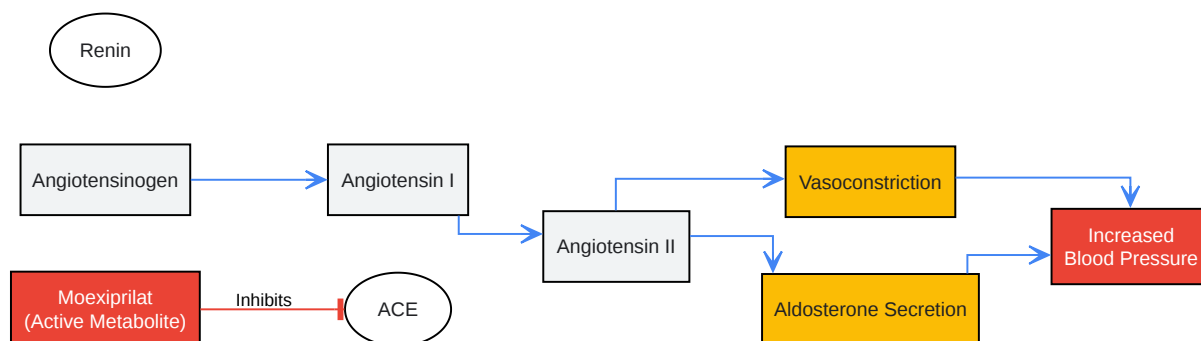 Renin
Angiotensinogen
Angiotensin I
Vasoconstriction
Angiotensin II
Increased
Blood Pressure
Moexiprilat
(Active Metabolite)
Inhibits
ACE
Aldosterone Secretion